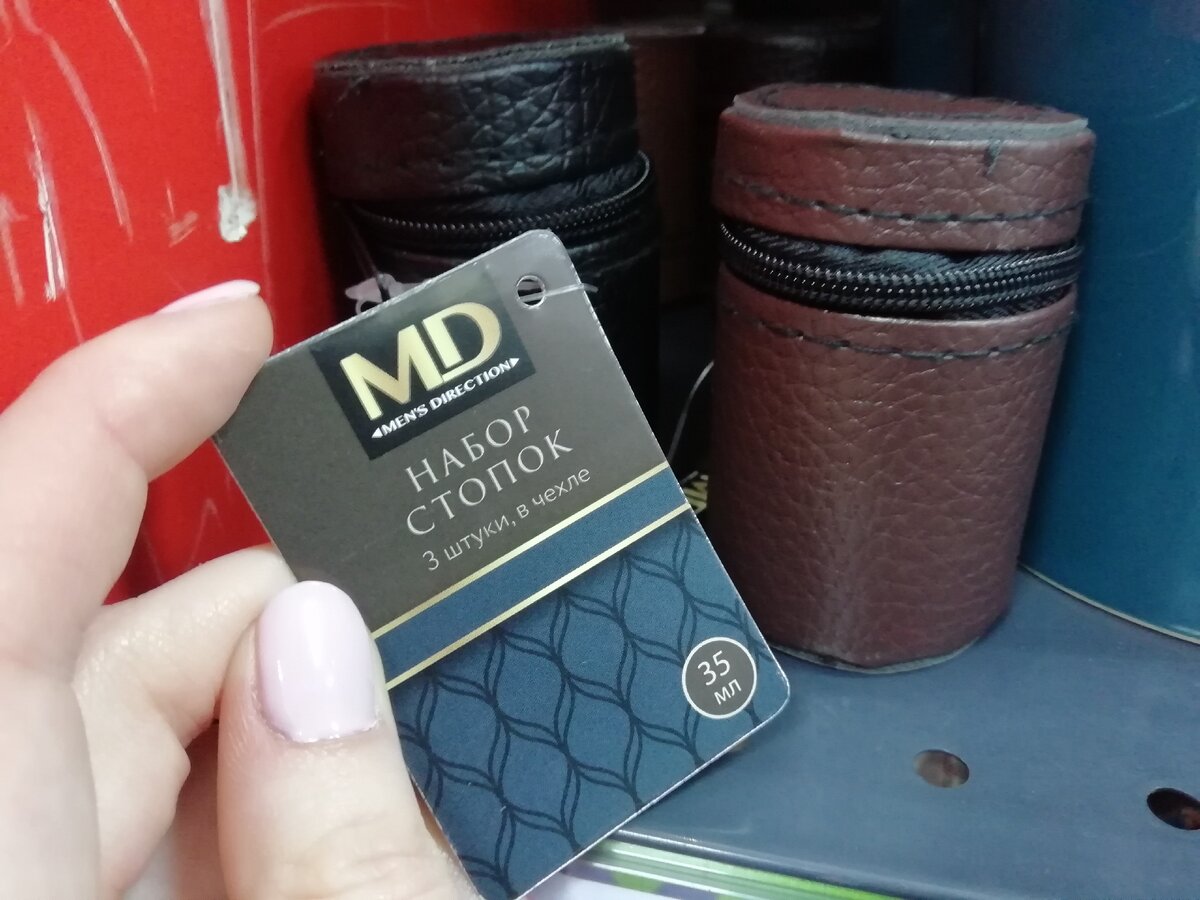 MD
MEN'S DIRECTION
НАБОР
СТОПОК
3 штуки, в чехле
35
мл